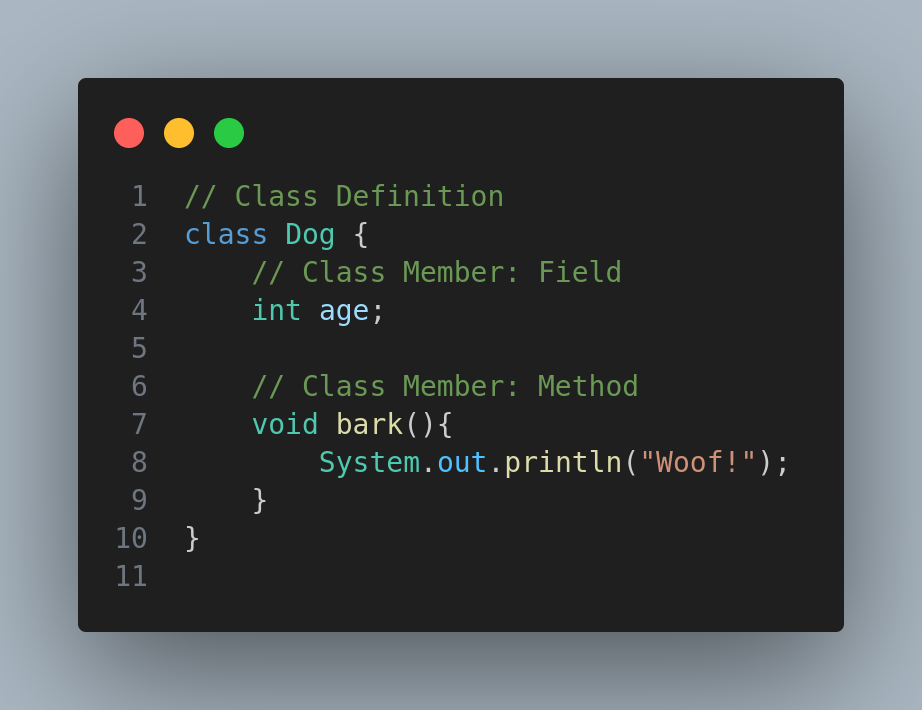 1 // Class Definition
2 class Dog {
3     // Class Member: Field
4     int age;
5
6     // Class Member: Method
7     void bark(){
8         System.out.println("Woof!");
9     }
10 }
11